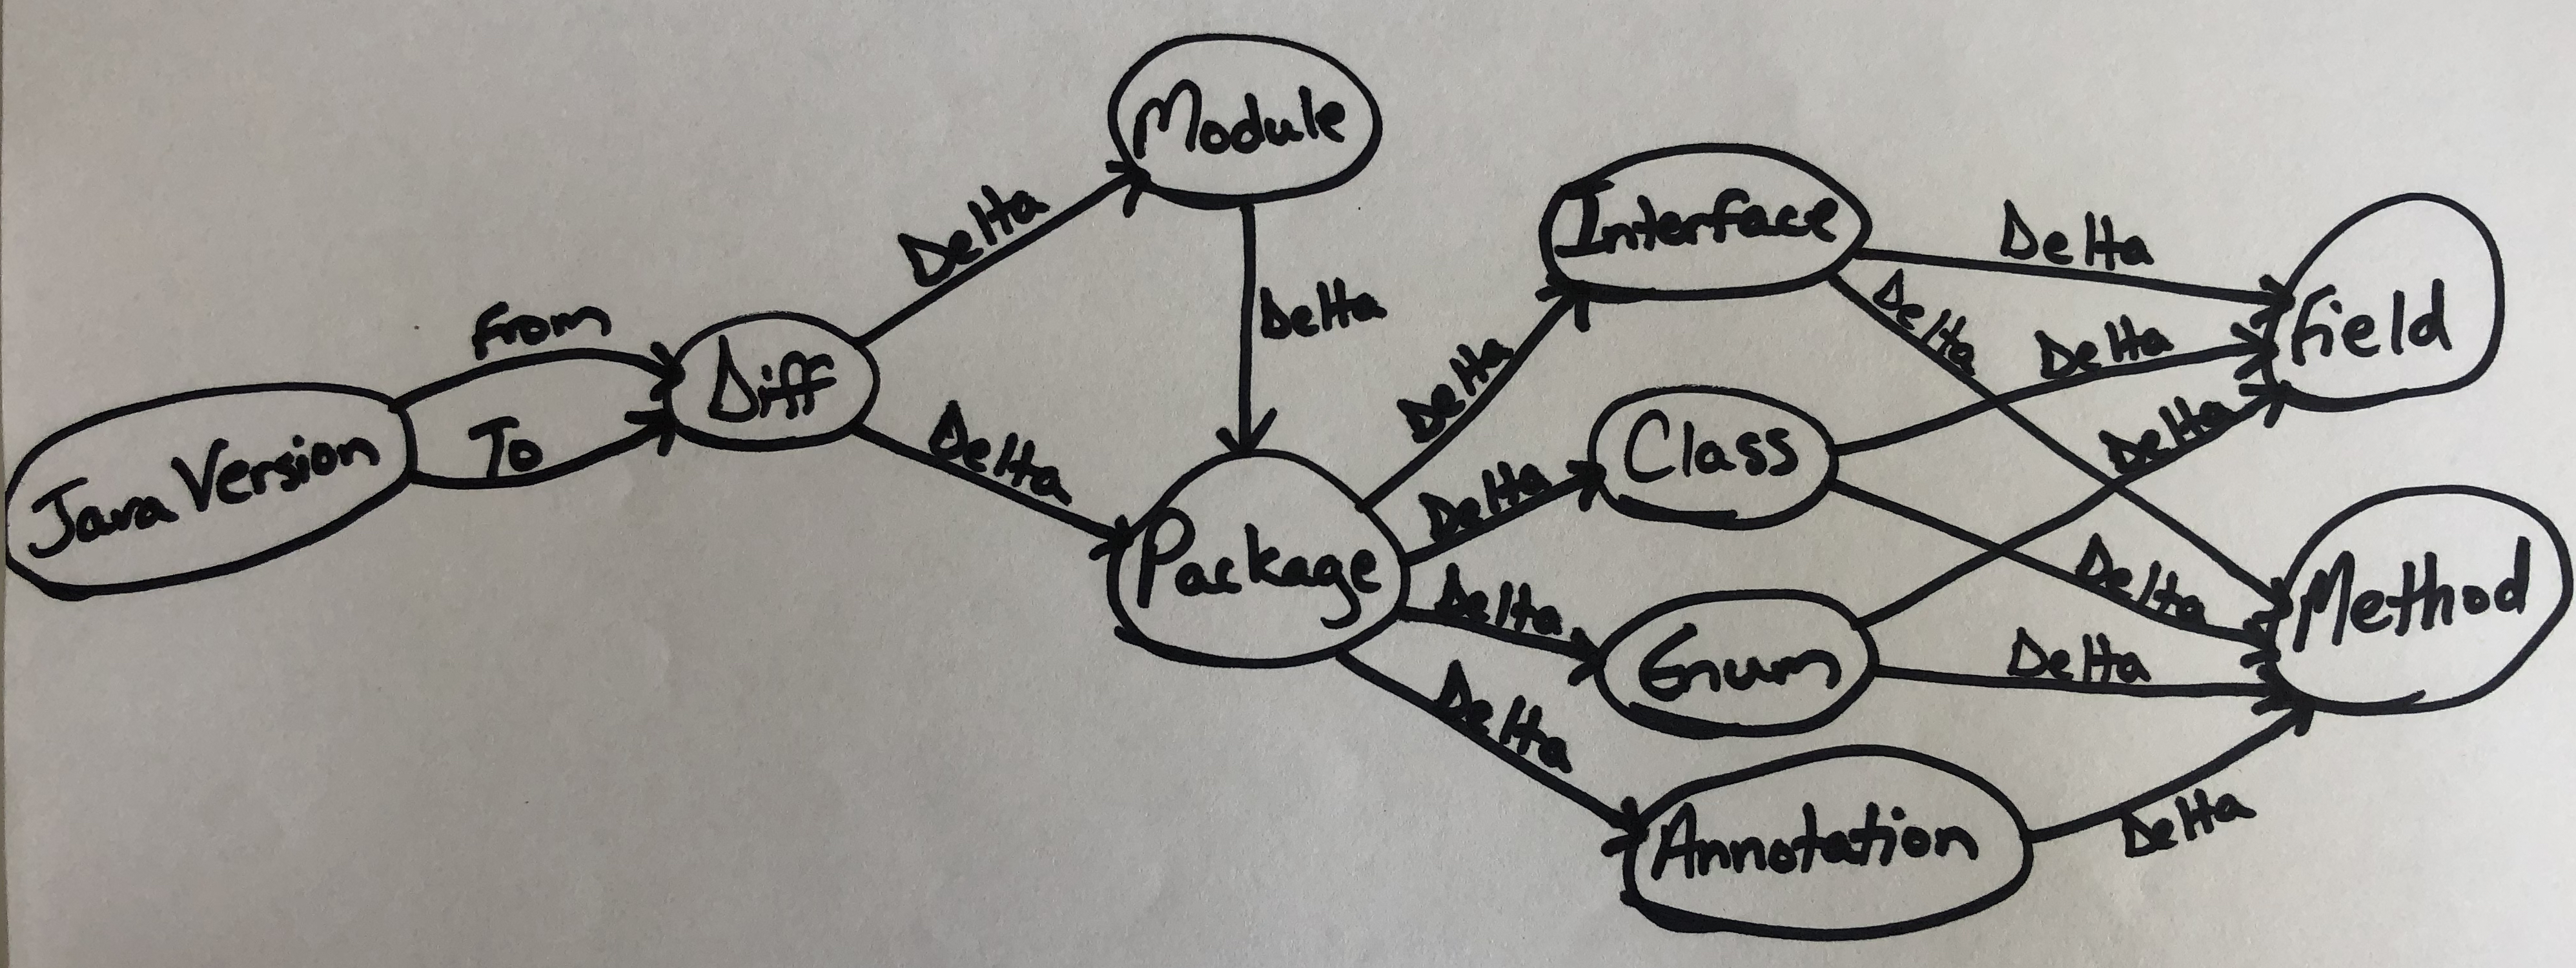 Module
Delta
Interface
Delta
From
Delta
Delta
Field
Diff
Delta
Delta
To
Java Version
Delta
Class
Delta
Delta
Package
Delta
Delta
Method
Enum
Delta
Delta
Annotation
Delta